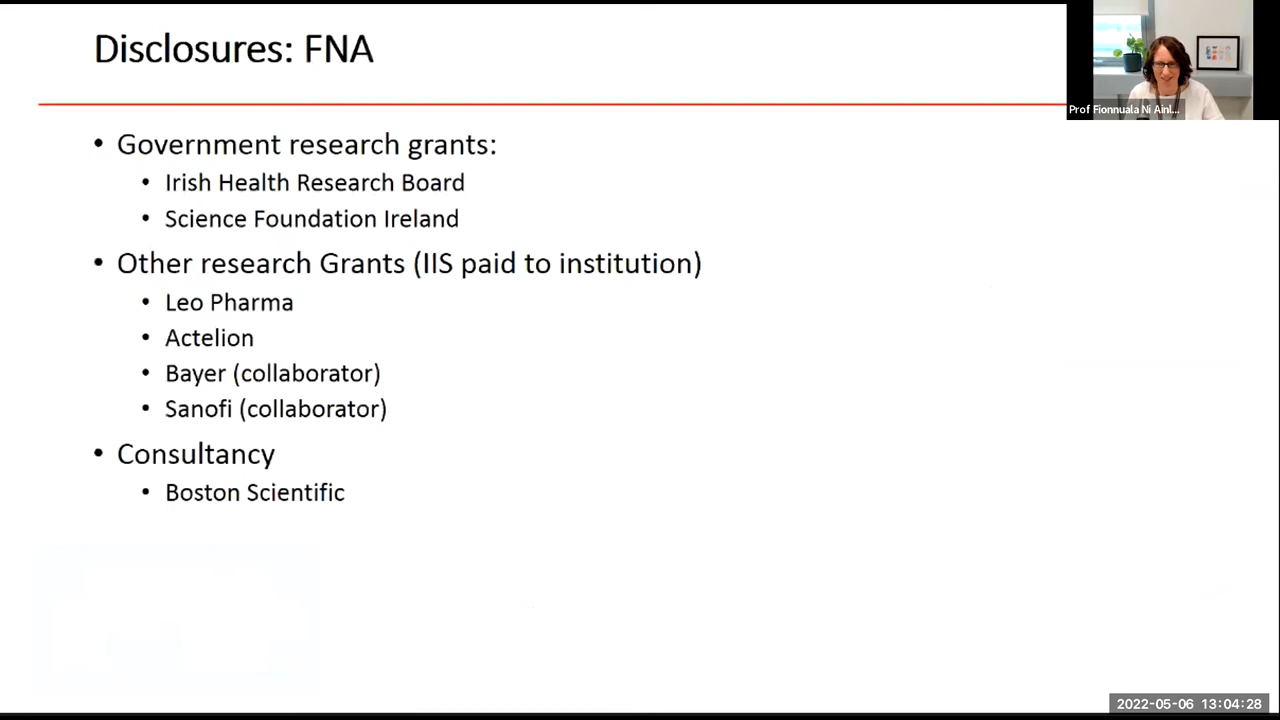 Disclosures: FNA
Prof Fionnuala Ni Ainl...
• Government research grants:
• Irish Health Research Board
• Science Foundation Ireland
• Other research Grants (IIS paid to institution)
• Leo Pharma
• Actelion
• Bayer (collaborator)
• Sanofi (collaborator)
• Consultancy
• Boston Scientific
2022-05-06 13:04:28